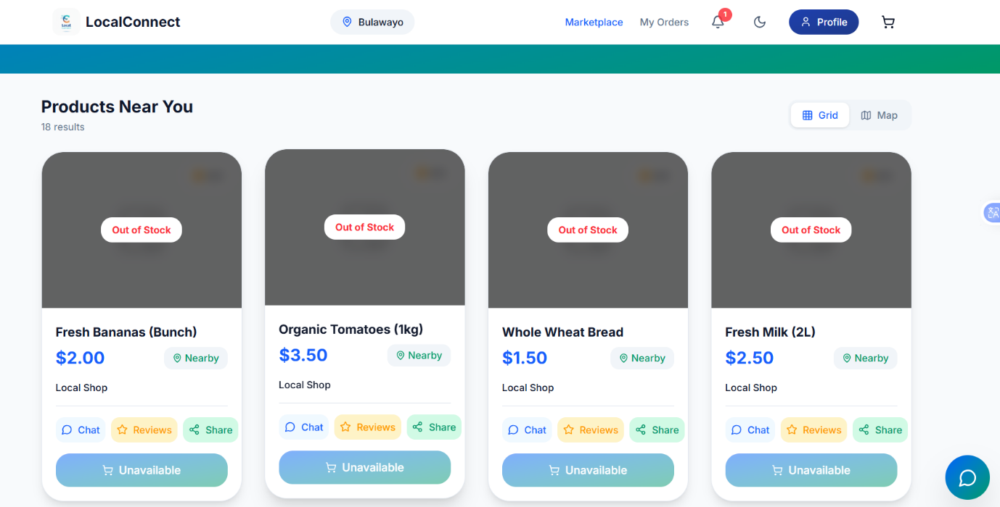 LocalConnect
Bulawayo
Marketplace
My Orders
1
Profile
Products Near You
18 results
Grid
Map
Out of Stock
Out of Stock
Out of Stock
Out of Stock
Fresh Bananas (Bunch)
$2.00
Nearby
Local Shop
Chat
Reviews
Share
Unavailable
Organic Tomatoes (1kg)
$3.50
Nearby
Local Shop
Chat
Reviews
Share
Unavailable
Whole Wheat Bread
$1.50
Nearby
Local Shop
Chat
Reviews
Share
Unavailable
Fresh Milk (2L)
$2.50
Nearby
Local Shop
Chat
Reviews
Share
Unavailable